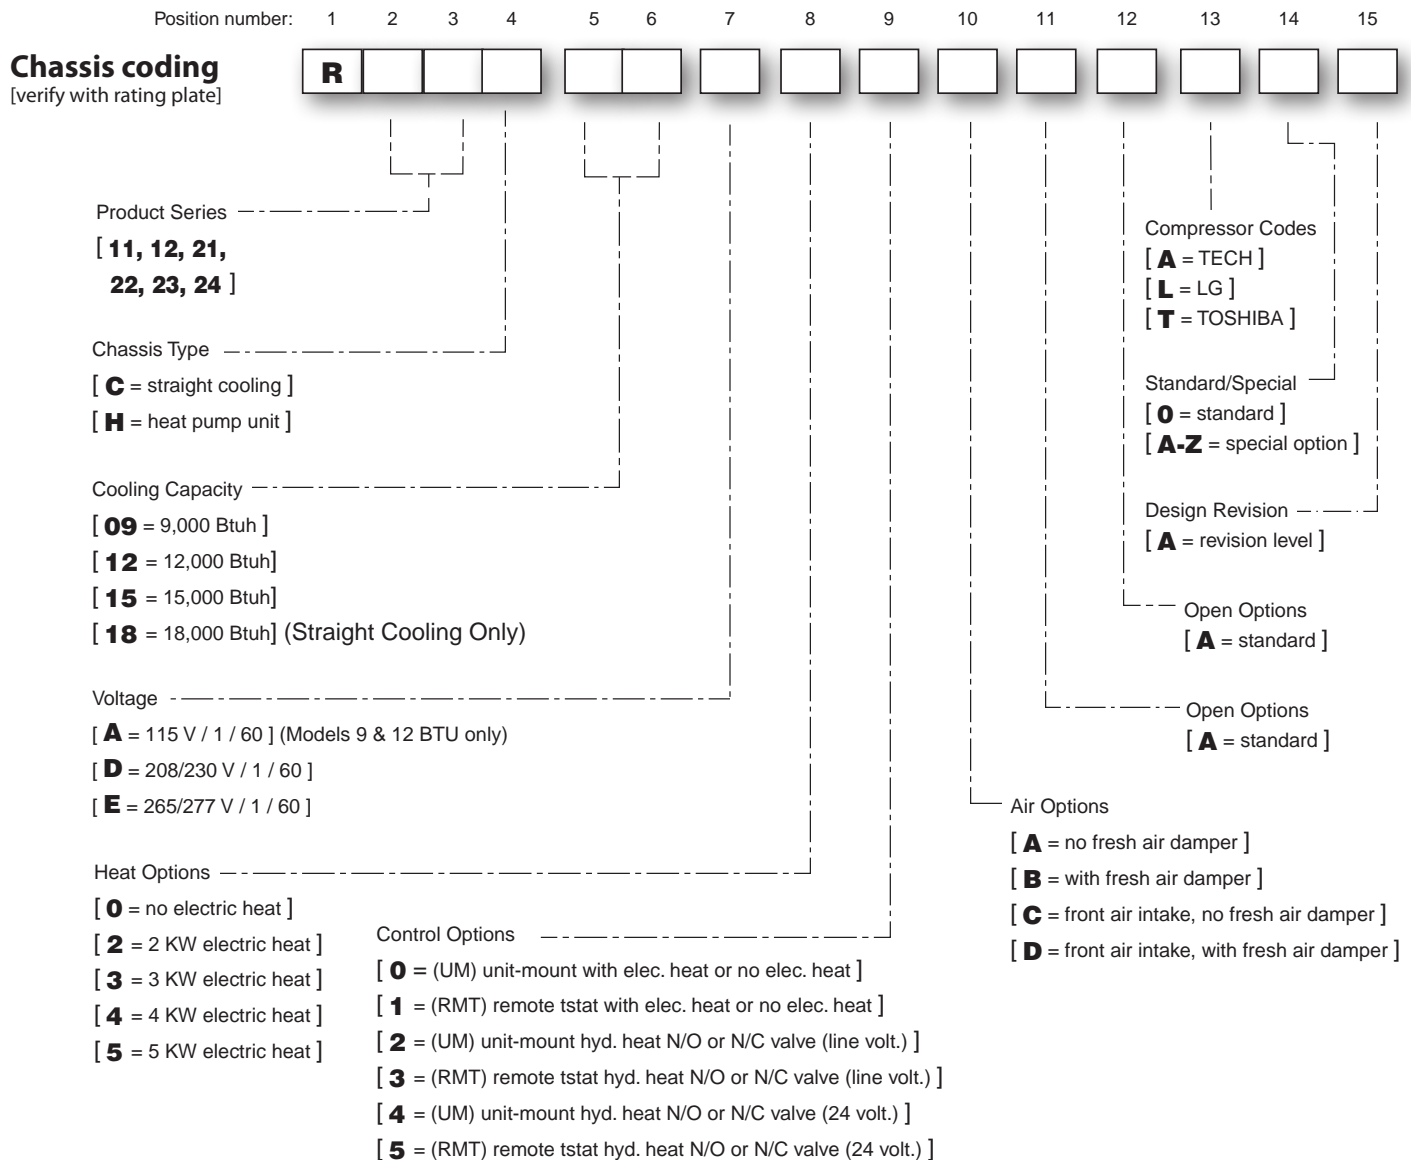 Position number: 1 2 3 4 5 6 7 8 9 10 11 12 13 14 15
Chassis coding
[verify with rating plate]
R
Product Series
[ 11, 12, 21,
22, 23, 24 ]
Chassis Type
[ C = straight cooling ]
[ H = heat pump unit ]
Cooling Capacity
[ 09 = 9,000 Btuh ]
[ 12 = 12,000 Btuh]
[ 15 = 15,000 Btuh]
[ 18 = 18,000 Btuh] (Straight Cooling Only)
Voltage
[ A = 115 V / 1 / 60 ] (Models 9 & 12 BTU only)
[ D = 208/230 V / 1 / 60 ]
[ E = 265/277 V / 1 / 60 ]
Heat Options
[ 0 = no electric heat ]
[ 2 = 2 KW electric heat ]
[ 3 = 3 KW electric heat ]
[ 4 = 4 KW electric heat ]
[ 5 = 5 KW electric heat ]
Control Options
[ 0 = (UM) unit-mount with elec. heat or no elec. heat ]
[ 1 = (RMT) remote tstat with elec. heat or no elec. heat ]
[ 2 = (UM) unit-mount hyd. heat N/O or N/C valve (line volt.) ]
[ 3 = (RMT) remote tstat hyd. heat N/O or N/C valve (line volt.) ]
[ 4 = (UM) unit-mount hyd. heat N/O or N/C valve (24 volt.) ]
[ 5 = (RMT) remote tstat hyd. heat N/O or N/C valve (24 volt.) ]
Compressor Codes
[ A = TECH ]
[ L = LG ]
[ T = TOSHIBA ]
Standard/Special
[ 0 = standard ]
[ A-Z = special option ]
Design Revision
[ A = revision level ]
Open Options
[ A = standard ]
Open Options
[ A = standard ]
Air Options
[ A = no fresh air damper ]
[ B = with fresh air damper ]
[ C = front air intake, no fresh air damper ]
[ D = front air intake, with fresh air damper ]